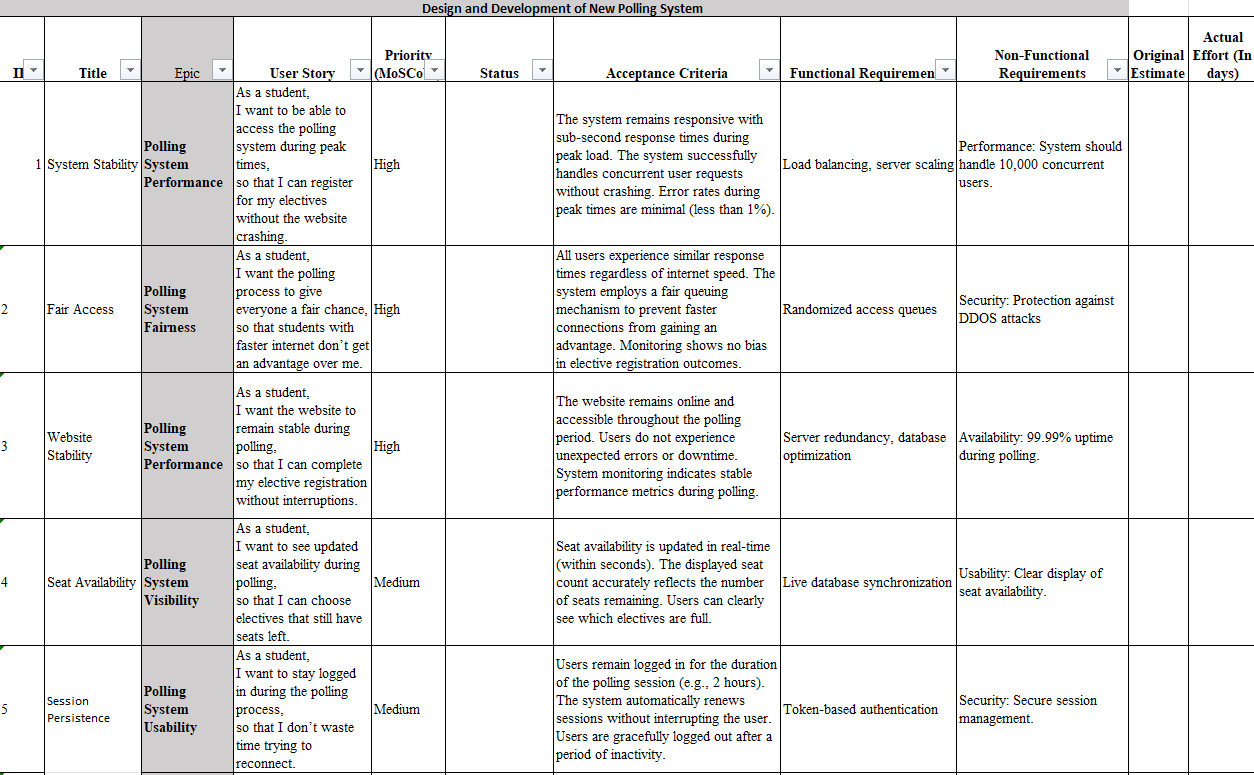 Design and Development of New Polling System
Title
Epic
User Story
Priority
Status
Acceptance Criteria
Non-Functional
Requirements
Original
Estimate
Actual
Effort (In
days)
1
System Stability
Polling
System
Performance
As a student,
I want to be able to
access the polling
system during peak
times,
so that I can register
for my electives
without the website
crashing.
High
The system remains responsive with
sub-second response times during
peak load. The system successfully
handles concurrent user requests
without crashing. Error rates during
peak times are minimal (less than 1%).
Load balancing, server scaling
Performance: System should
handle 10,000 concurrent
users.
2
Fair Access
Polling
System
Fairness
As a student,
I want the polling
process to give
everyone a fair chance,
so that students with
faster internet don’t get
an advantage over me.
High
All users experience similar response
times regardless of internet speed. The
system employs a fair queuing
mechanism to prevent faster
connections from gaining an
advantage. Monitoring shows no bias
in elective registration outcomes.
Randomized access queues
Security: Protection against
DDOS attacks
3
Website
Stability
Polling
System
Performance
As a student,
I want the website to
remain stable during
polling,
so that I can complete
my elective registration
without interruptions.
High
The website remains online and
accessible throughout the polling
period. Users do not experience
unexpected errors or downtime.
System monitoring indicates stable
performance metrics during polling.
Server redundancy, database
optimization
Availability: 99.99% uptime
during polling.
4
Seat Availability
Polling
System
Visibility
As a student,
I want to see updated
seat availability during
polling,
so that I can choose
electives that still have
seats left.
Medium
Seat availability is updated in real-time
(within seconds). The displayed seat
count accurately reflects the number
of seats remaining. Users can clearly
see which electives are full.
Live database synchronization
Usability: Clear display of
seat availability.
5
Session
Persistence
Polling
System
Usability
As a student,
I want to stay logged
in during the polling
process,
so that I don’t waste
time trying to
reconnect.
Medium
Users remain logged in for the duration
of the polling session (e.g., 2 hours).
The system automatically renews
sessions without interrupting the user.
Users are gracefully logged out after a
period of inactivity.
Token-based authentication
Security: Secure session
management.